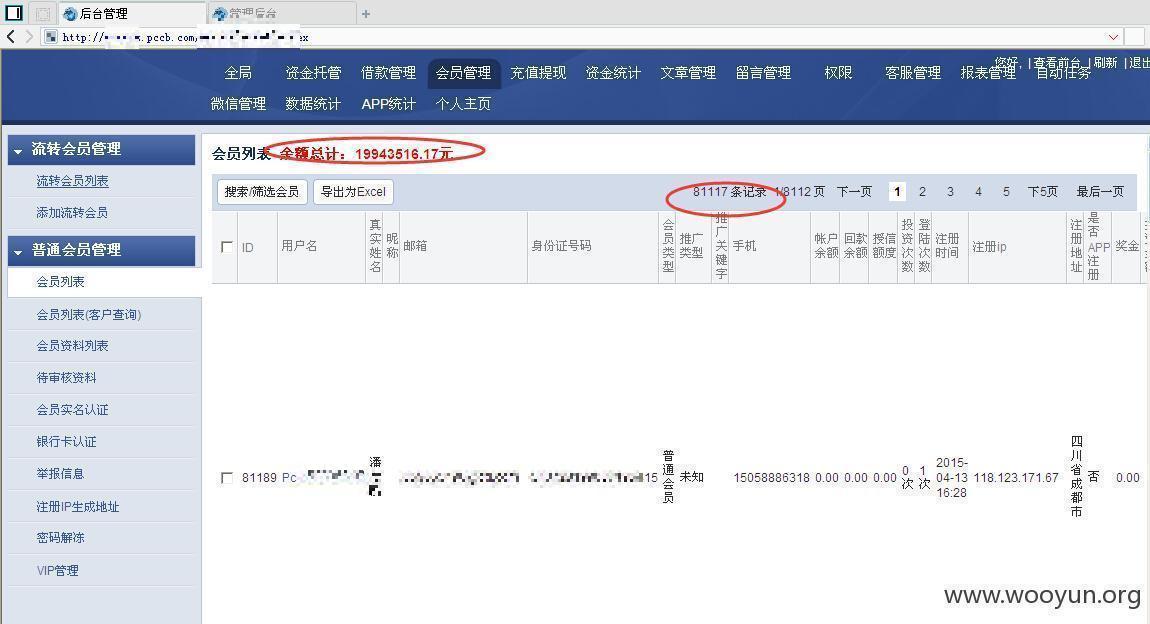 后台管理
管理后台
http://
.pccb.com/
您好, | 查看前台 | 刷新 | 退出
全局 资金托管 借款管理 会员管理 充值提现 资金统计 文章管理 留言管理 权限 客服管理 报表管理 自动任务
微信管理 数据统计 APP统计 个人主页
流转会员管理
流转会员列表
添加流转会员
普通会员管理
会员列表
会员列表(客户查询)
会员资料列表
待审核资料
会员实名认证
银行卡认证
举报信息
注册IP生成地址
密码解冻
VIP管理
会员列表 余额总计：19943516.17元
搜索/筛选会员 导出为Excel 81117 条记录 1/8112 页 下一页 1 2 3 4 5 下5页 最后一页
ID 用户名 真实姓名 昵称 邮箱 身份证号码 会员类型 推广类型 推广关键字 手机 帐户余额 回款余额 授信额度 投资次数 登陆次数 注册时间 注册ip 注册地址 是否APP注册 奖金
81189 Pc 潘 15 普通会员 未知 15058886318 0.00 0.00 0.00 0次 1次 2015-04-13 16:28 118.123.171.67 四川省成都市 否 0.00
www.wooyun.org